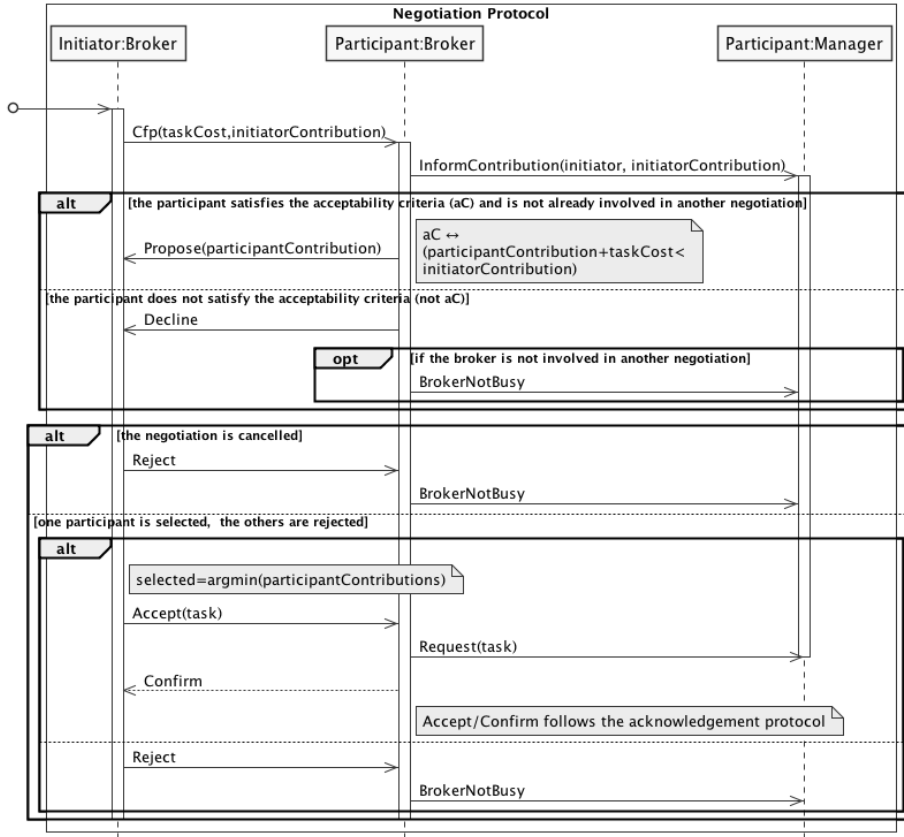 Negotiation Protocol
Initiator:Broker
Participant:Broker
Participant:Manager
Cfp(taskCost,initiatorContribution)
InformContribution(initiator, initiatorContribution)
alt
[the participant satisfies the acceptability criteria (aC) and is not already involved in another negotiation]
aC ↔
(participantContribution+taskCost<
initiatorContribution)
Propose(participantContribution)
[the participant does not satisfy the acceptability criteria (not aC)]
Decline
opt
[if the broker is not involved in another negotiation]
BrokerNotBusy
alt
[the negotiation is cancelled]
Reject
BrokerNotBusy
[one participant is selected, the others are rejected]
alt
selected=argmin(participantContributions)
Accept(task)
Request(task)
Confirm
Accept/Confirm follows the acknowledgement protocol
Reject
BrokerNotBusy